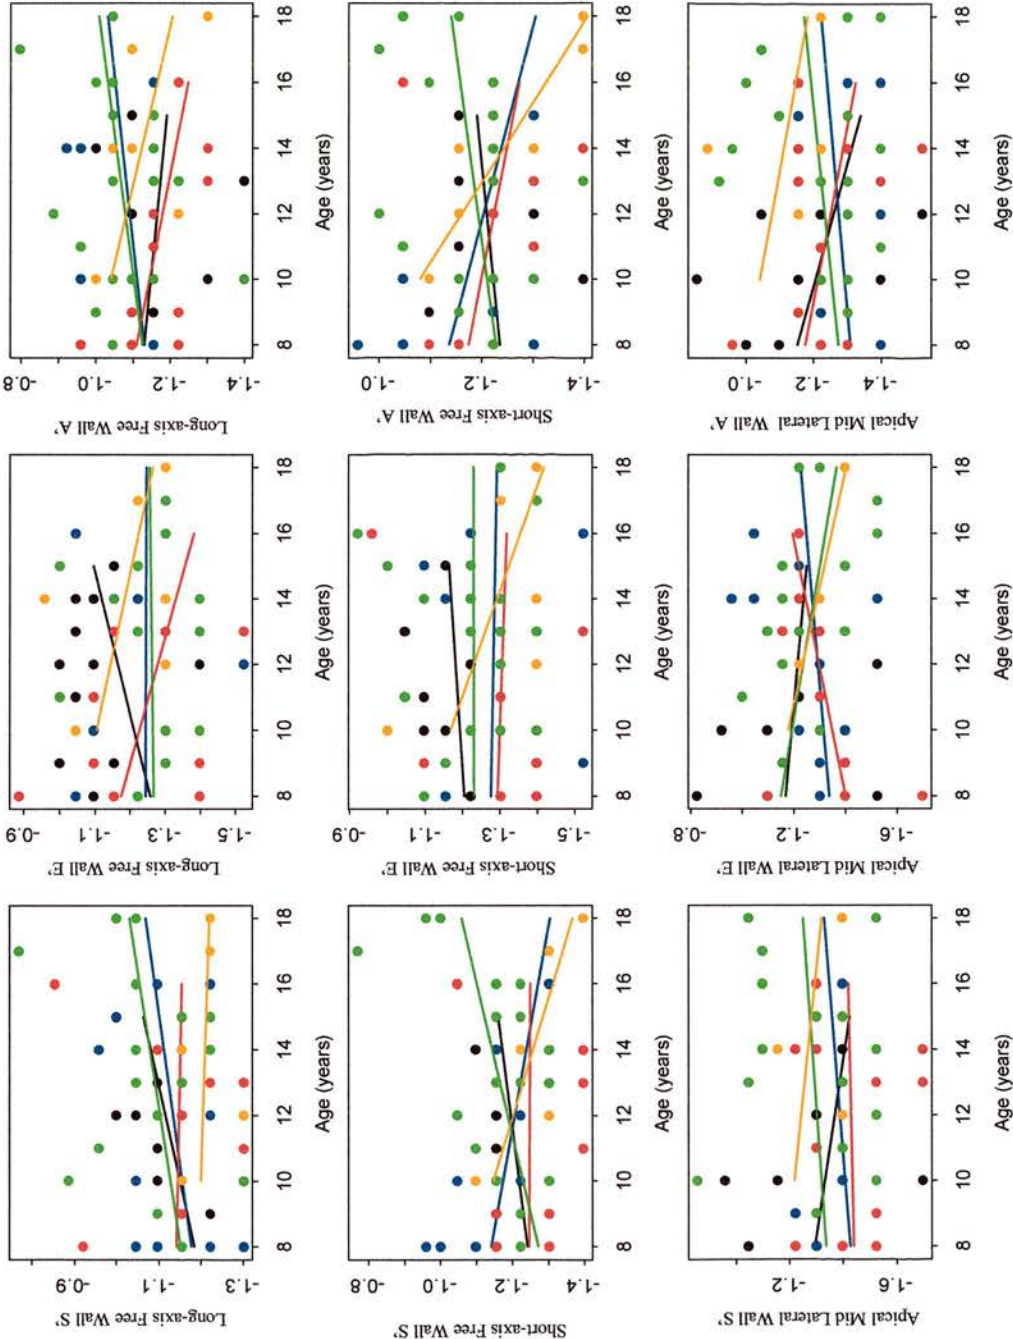 Long-axis Free Wall S'
-0.9
-1.1
-1.3
8 10 12 14 16 18
Age (years)
Long-axis Free Wall E'
-0.9
-1.1
-1.3
-1.5
8 10 12 14 16 18
Age (years)
Long-axis Free Wall A'
-0.8
-1.0
-1.2
-1.4
8 10 12 14 16 18
Age (years)
Short-axis Free Wall S'
-0.8
-1.0
-1.2
-1.4
8 10 12 14 16 18
Age (years)
Short-axis Free Wall E'
-0.9
-1.1
-1.3
-1.5
8 10 12 14 16 18
Age (years)
Short-axis Free Wall A'
-1.0
-1.2
-1.4
8 10 12 14 16 18
Age (years)
Apical Mid Lateral Wall S'
-1.2
-1.6
8 10 12 14 16 18
Age (years)
Apical Mid Lateral Wall E'
-0.8
-1.2
-1.6
8 10 12 14 16 18
Age (years)
Apical Mid Lateral Wall A'
-1.0
-1.2
-1.4
8 10 12 14 16 18
Age (years)